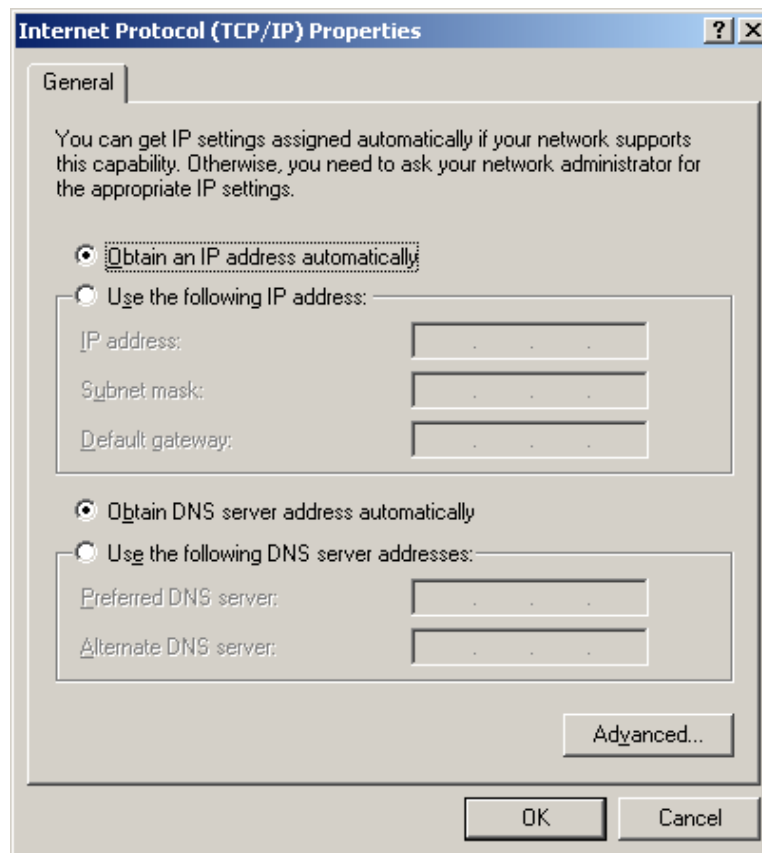 Internet Protocol (TCP/IP) Properties
General
You can get IP settings assigned automatically if your network supports
this capability. Otherwise, you need to ask your network administrator for
the appropriate IP settings.
Obtain an IP address automatically
Use the following IP address:
IP address:
Subnet mask:
Default gateway:
Obtain DNS server address automatically
Use the following DNS server addresses:
Preferred DNS server:
Alternate DNS server:
Advanced...
OK Cancel